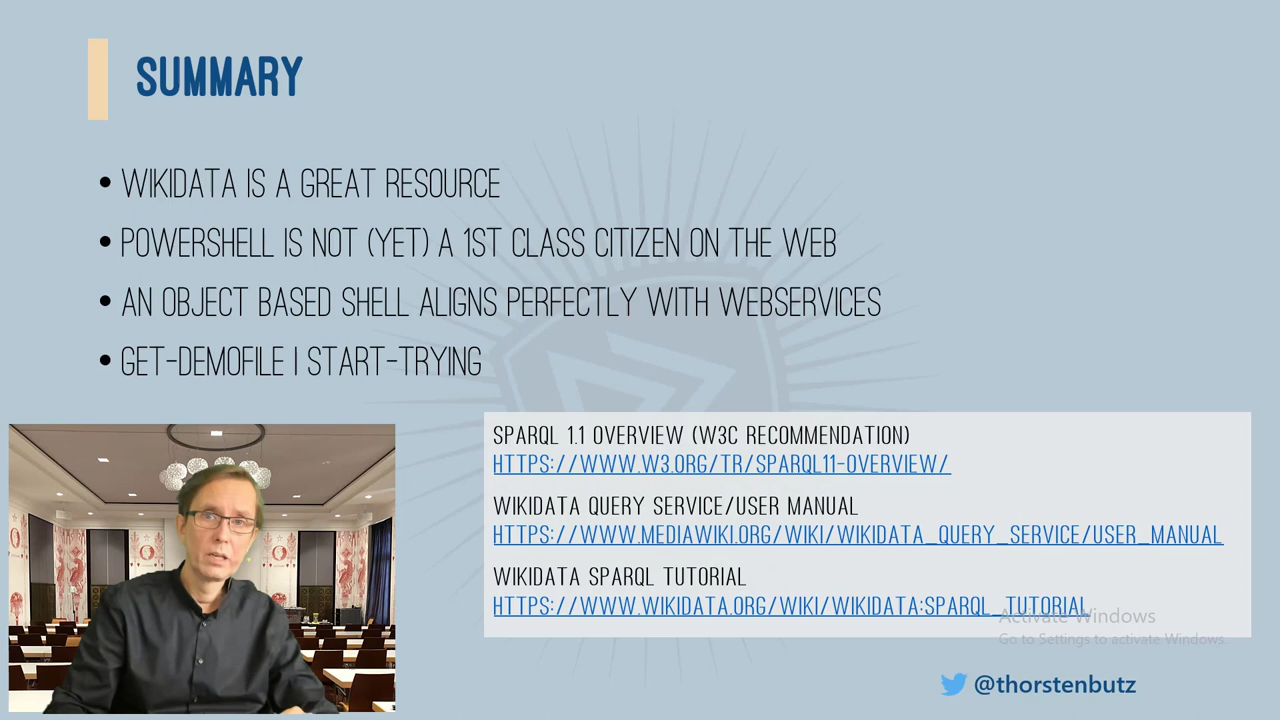 SUMMARY
• WIKIDATA IS A GREAT RESOURCE
• POWERSHELL IS NOT (YET) A 1ST CLASS CITIZEN ON THE WEB
• AN OBJECT BASED SHELL ALIGNS PERFECTLY WITH WEBSERVICES
• GET-DEMOFILE | START-TRYING
SPARQL 1.1 OVERVIEW (W3C RECOMMENDATION)
HTTPS://WWW.W3.ORG/TR/SPARQL11-OVERVIEW/
WIKIDATA QUERY SERVICE/USER MANUAL
HTTPS://WWW.MEDIAWIKI.ORG/WIKI/WIKIDATA_QUERY_SERVICE/USER_MANUAL
WIKIDATA SPARQL TUTORIAL
HTTPS://WWW.WIKIDATA.ORG/WIKI/WIKIDATA:SPARQL_TUTORIAL
Activate Windows
Go to Settings to activate Windows.
@thorstenbutz